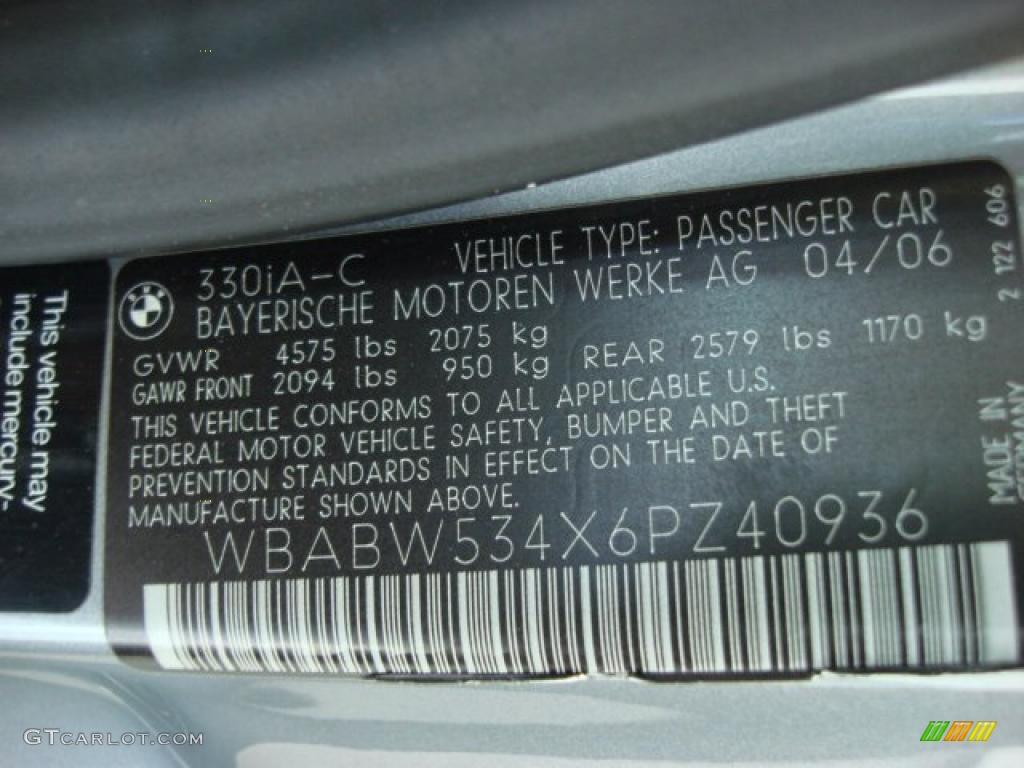 330iA-C VEHICLE TYPE: PASSENGER CAR
BAYERISCHE MOTOREN WERKE AG 04/06
GVWR 4575 lbs 2075 kg
GAWR FRONT 2094 lbs 950 kg REAR 2579 lbs 1170 kg
THIS VEHICLE CONFORMS TO ALL APPLICABLE U.S.
FEDERAL MOTOR VEHICLE SAFETY, BUMPER AND THEFT
PREVENTION STANDARDS IN EFFECT ON THE DATE OF
MANUFACTURE SHOWN ABOVE.
WBABW534X6PZ40936
2 122 606
MADE IN
GERMANY
This vehicle may
include mercury-
GTCARLOT.COM